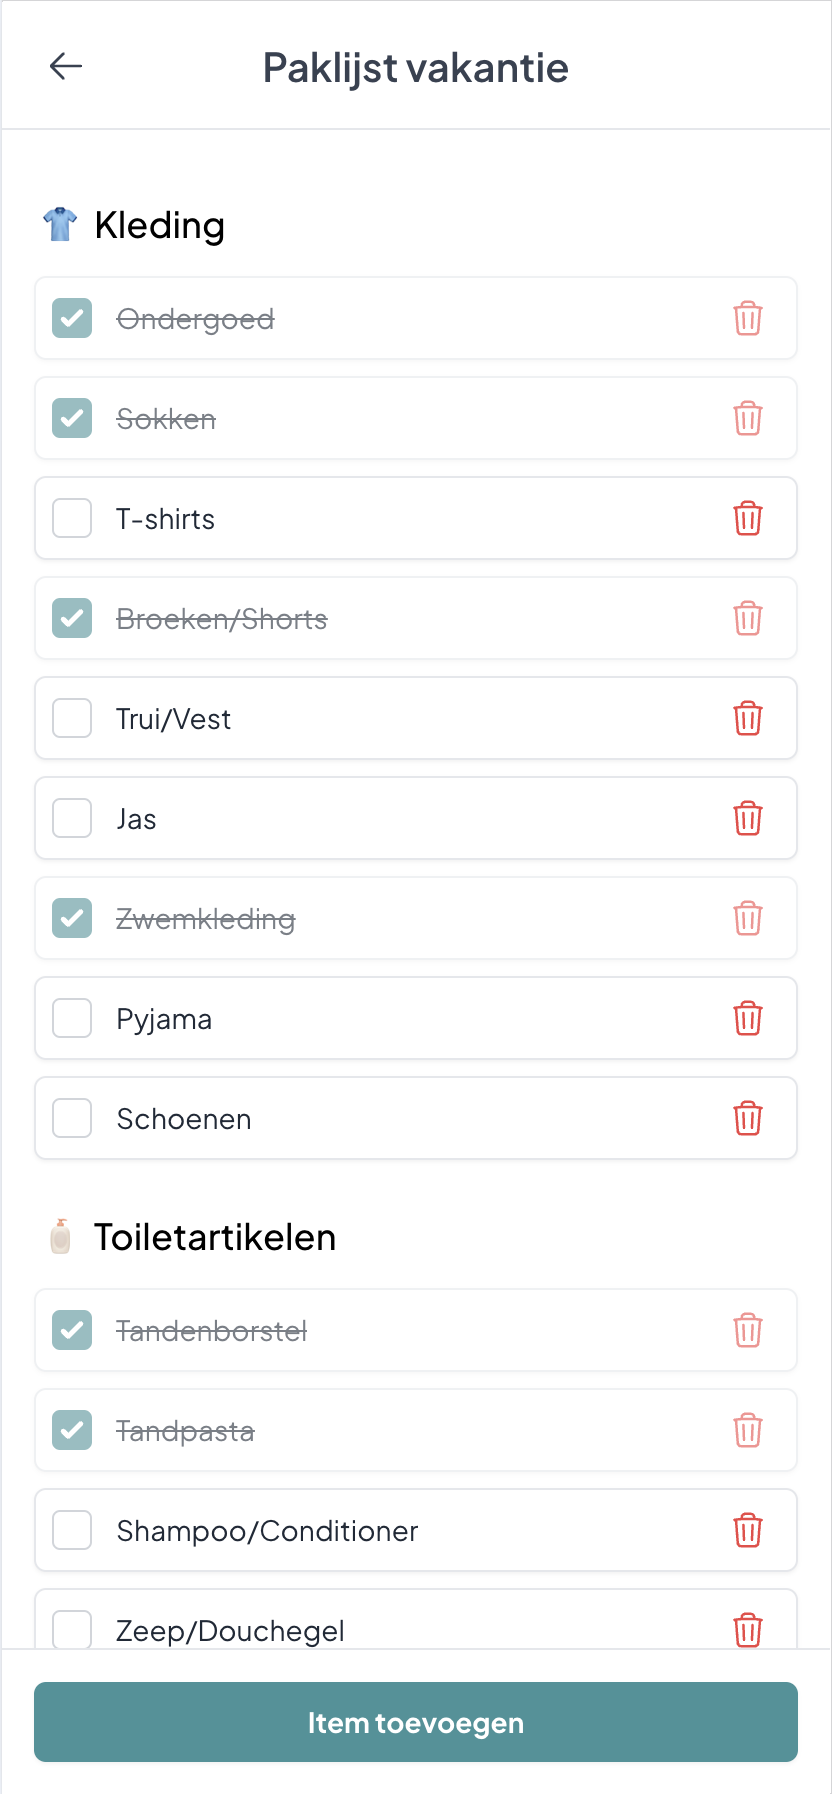 Paklijst vakantie
Kleding
Ondergoed
Sokken
T-shirts
Broeken/Shorts
Trui/Vest
Jas
Zwemkleding
Pyjama
Schoenen
Toiletartikelen
Tandenborstel
Tandpasta
Shampoo/Conditioner
Zeep/Douchegel
Item toevoegen